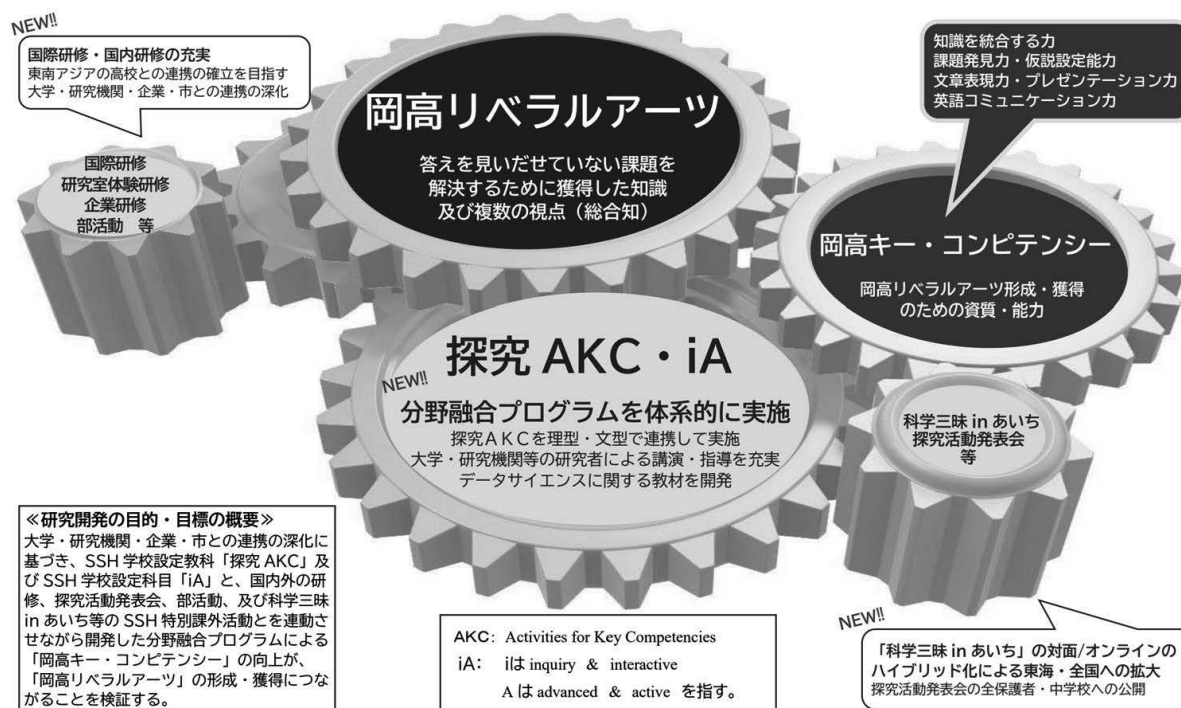 NEW!!
国際研修・国内研修の充実
東南アジアの高校との連携の確立を目指す
大学・研究機関・企業・市との連携の深化
国際研修
研究室体験研修
企業研修
部活動　等
岡高リベラルアーツ
答えを見いだせていない課題を
解決するために獲得した知識
及び複数の視点（総合知）
知識を統合する力
課題発見力・仮説設定能力
文章表現力・プレゼンテーション力
英語コミュニケーション力
岡高キー・コンピテンシー
岡高リベラルアーツ形成・獲得
のための資質・能力
探究 AKC・iA
NEW!!
分野融合プログラムを体系的に実施
探究ＡＫＣを理型・文型で連携して実施
大学・研究機関等の研究者による講演・指導を充実
データサイエンスに関する教材を開発
科学三昧 in あいち
探究活動発表会
等
≪研究開発の目的・目標の概要≫
大学・研究機関・企業・市との連携の深化に
基づき、SSH 学校設定教科「探究 AKC」及
び SSH 学校設定科目「iA」と、国内外の研
修、探究活動発表会、部活動、及び科学三昧
in あいち等の SSH 特別課外活動とを連動さ
せながら開発した分野融合プログラムによる
「岡高キー・コンピテンシー」の向上が、
「岡高リベラルアーツ」の形成・獲得につな
がることを検証する。
AKC: Activities for Key Competencies
iA: iは inquiry & interactive
A は advanced & active を指す。
NEW!!
「科学三昧 in あいち」の対面/オンラインの
ハイブリッド化による東海・全国への拡大
探究活動発表会の全保護者・中学校への公開